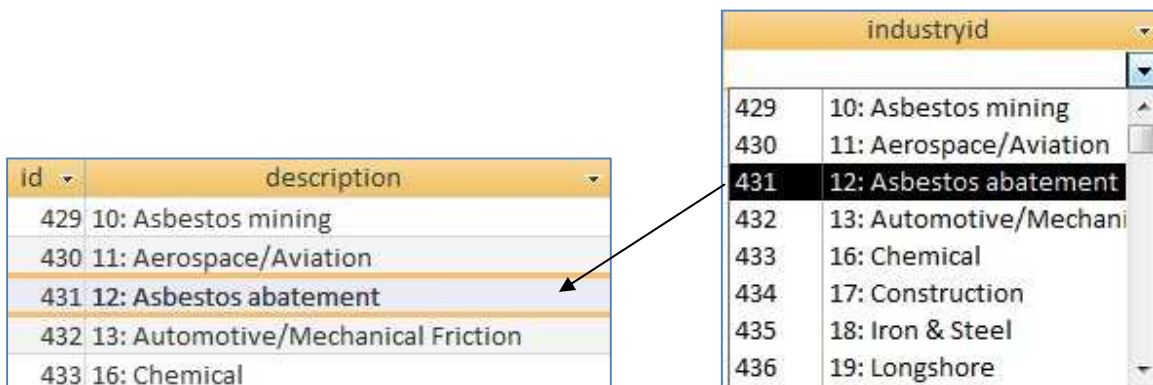 id description
429 10: Asbestos mining
430 11: Aerospace/Aviation
431 12: Asbestos abatement
432 13: Automotive/Mechanical Friction
433 16: Chemical
industryid
429 10: Asbestos mining
430 11: Aerospace/Aviation
431 12: Asbestos abatement
432 13: Automotive/Mechani
433 16: Chemical
434 17: Construction
435 18: Iron & Steel
436 19: Longshore